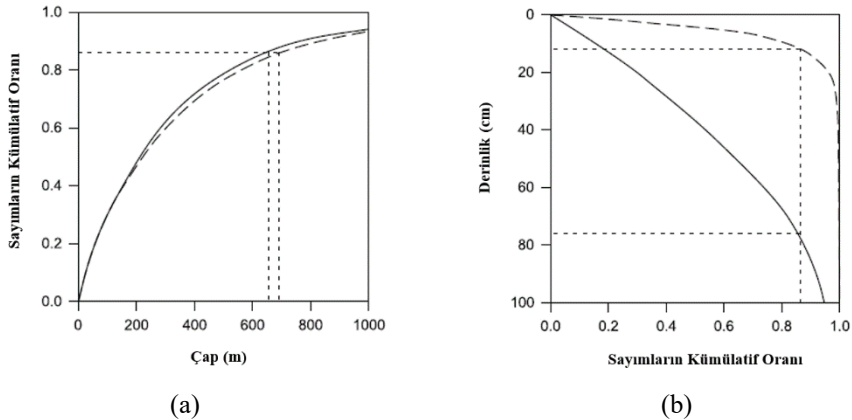 1.0
0.8
0.6
0.4
0.2
0.0
Sayımların Kümülatif Oranı
0 200 400 600 800 1000
Çap (m)
(a)
0
20
40
60
80
100
Derinlik (cm)
0.0 0.2 0.4 0.6 0.8 1.0
Sayımların Kümülatif Oranı
(b)